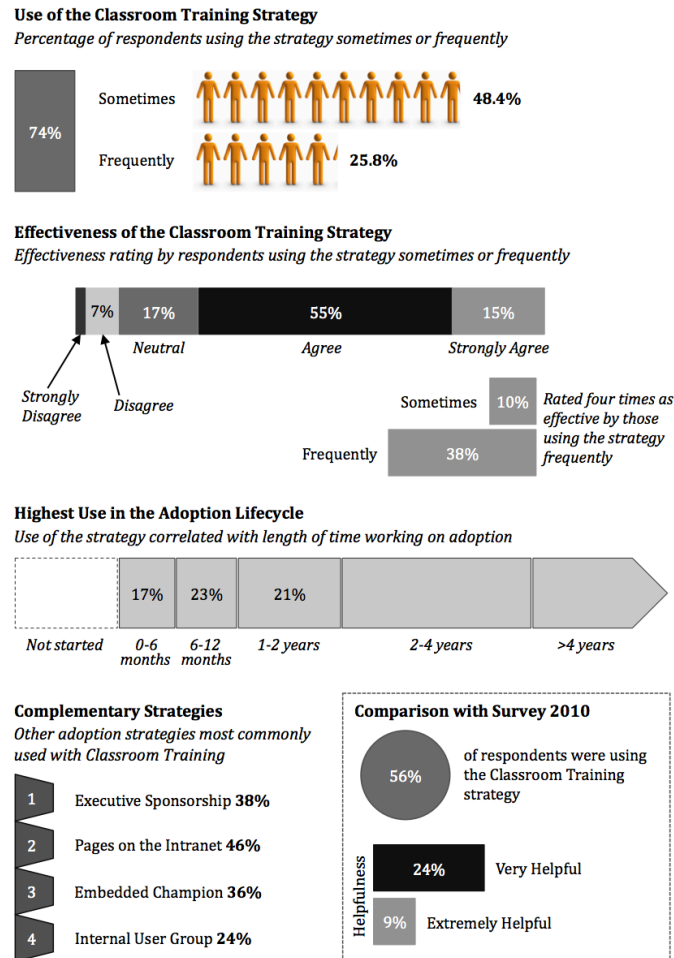 Use of the Classroom Training Strategy
Percentage of respondents using the strategy sometimes or frequently
74%
Sometimes
48.4%
Frequently
25.8%
Effectiveness of the Classroom Training Strategy
Effectiveness rating by respondents using the strategy sometimes or frequently
7%
17%
55%
15%
Neutral
Agree
Strongly Agree
Strongly
Disagree
Disagree
Sometimes
10%
Frequently
38%
Rated four times as
effective by those
using the strategy
frequently
Highest Use in the Adoption Lifecycle
Use of the strategy correlated with length of time working on adoption
17%
23%
21%
Not started
0-6
months
6-12
months
1-2 years
2-4 years
>4 years
Complementary Strategies
Other adoption strategies most commonly
used with Classroom Training
1
Executive Sponsorship 38%
2
Pages on the Intranet 46%
3
Embedded Champion 36%
4
Internal User Group 24%
Comparison with Survey 2010
56%
of respondents were using
the Classroom Training
strategy
Helpfulness
24%
Very Helpful
9%
Extremely Helpful